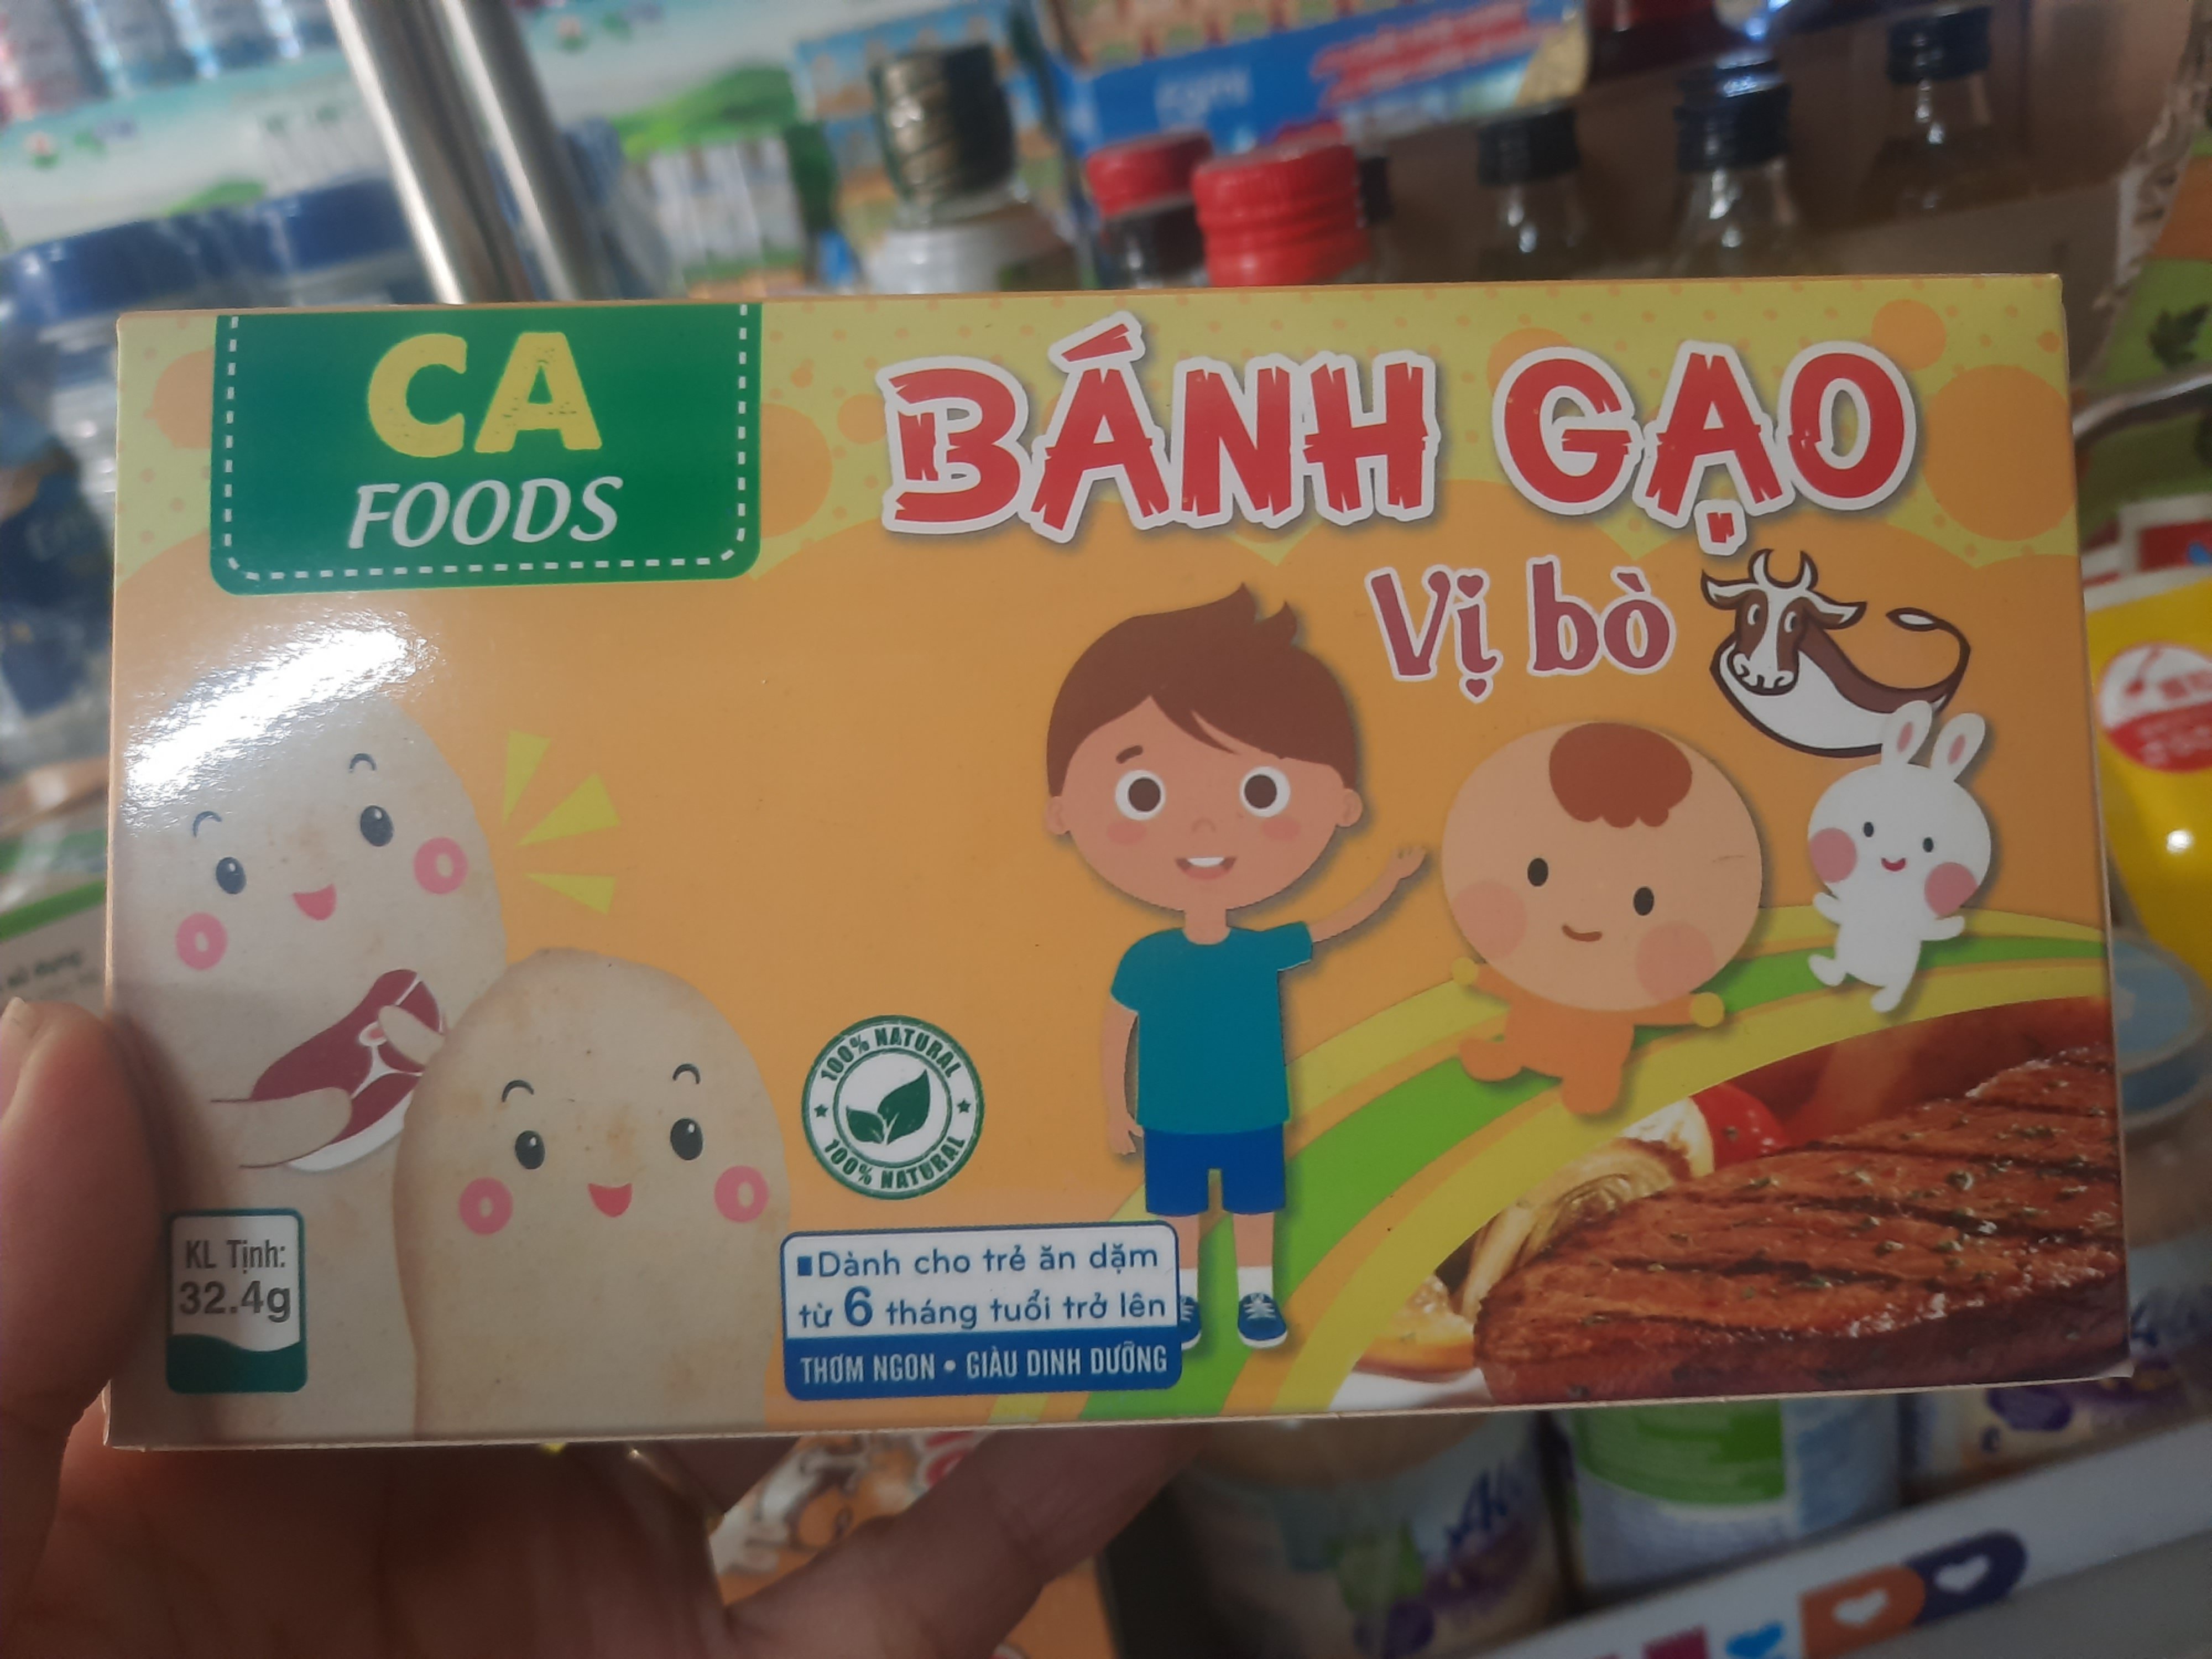 CA
FOODS
BÁNH GẠO
Vị bò
100% NATURAL
100% NATURAL
KL Tịnh:
32.4g
Dành cho trẻ ăn dặm
từ 6 tháng tuổi trở lên
THƠM NGON • GIÀU DINH DƯỠNG